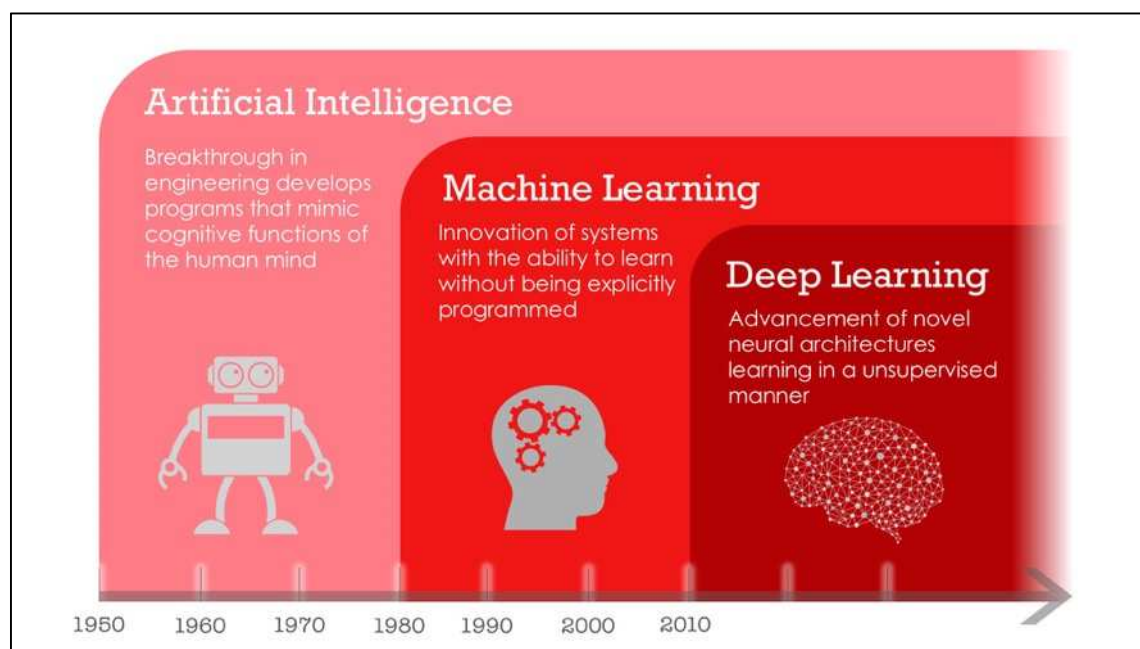 Artificial Intelligence
Breakthrough in
engineering develops
programs that mimic
cognitive functions of
the human mind
Machine Learning
Innovation of systems
with the ability to learn
without being explicitly
programmed
Deep Learning
Advancement of novel
neural architectures
learning in a unsupervised
manner
1950 1960 1970 1980 1990 2000 2010